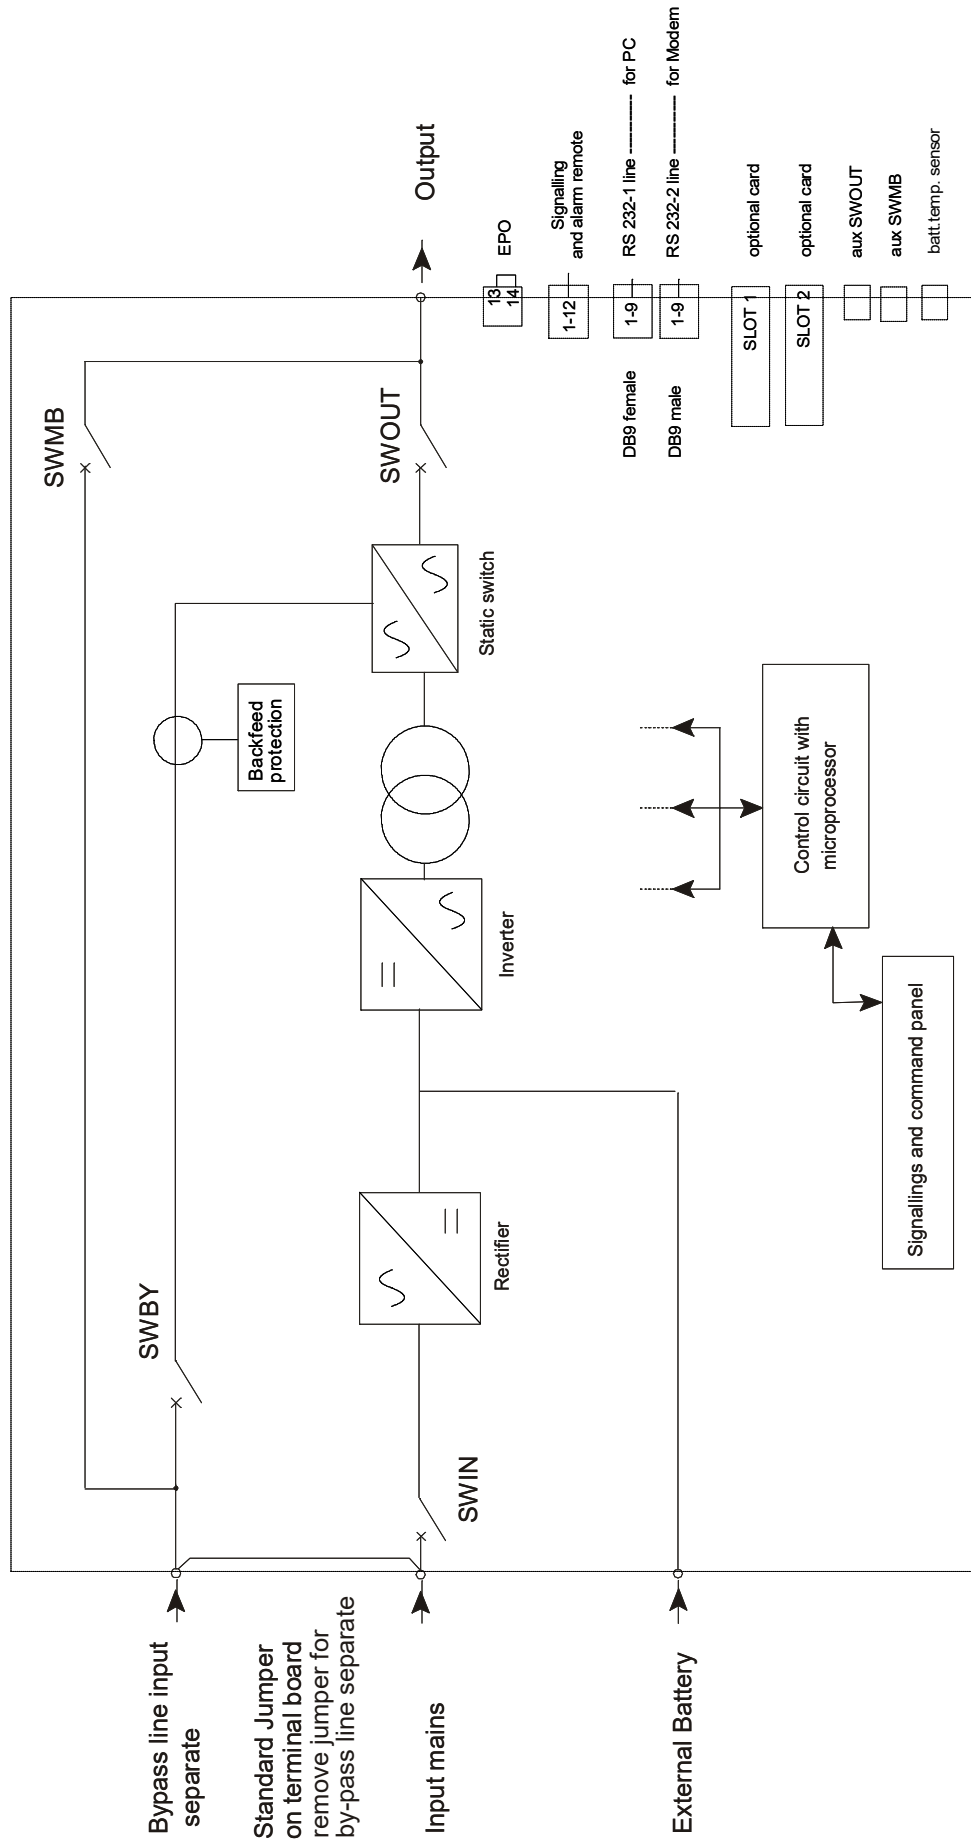 Bypass line input
separate
Standard Jumper
on terminal board
remove jumper for
by-pass line separate
Input mains
External Battery
SWMB
SWBY
SWIN
Backfeed
protection
Rectifier
Inverter
Static switch
SWOUT
Output
Signallings and command panel
Control circuit with
microprocessor
13
14
EPO
1-12
Signalling
and alarm remote
DB9 female
1-9
RS 232-1 line --------- for PC
DB9 male
1-9
RS 232-2 line --------- for Modem
SLOT 1
optional card
SLOT 2
optional card
aux SWOUT
aux SWMB
batt.temp. sensor